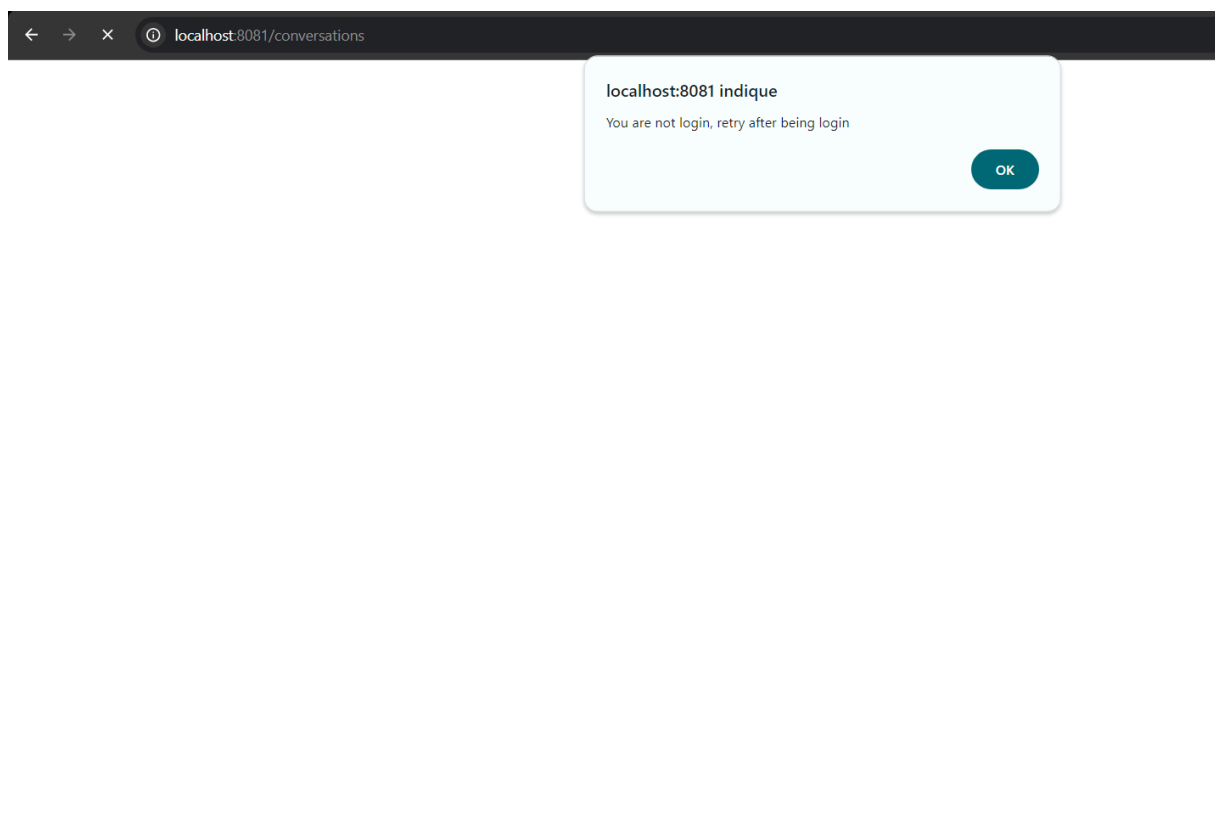 localhost:8081/conversations
localhost:8081 indique
You are not login, retry after being login
OK